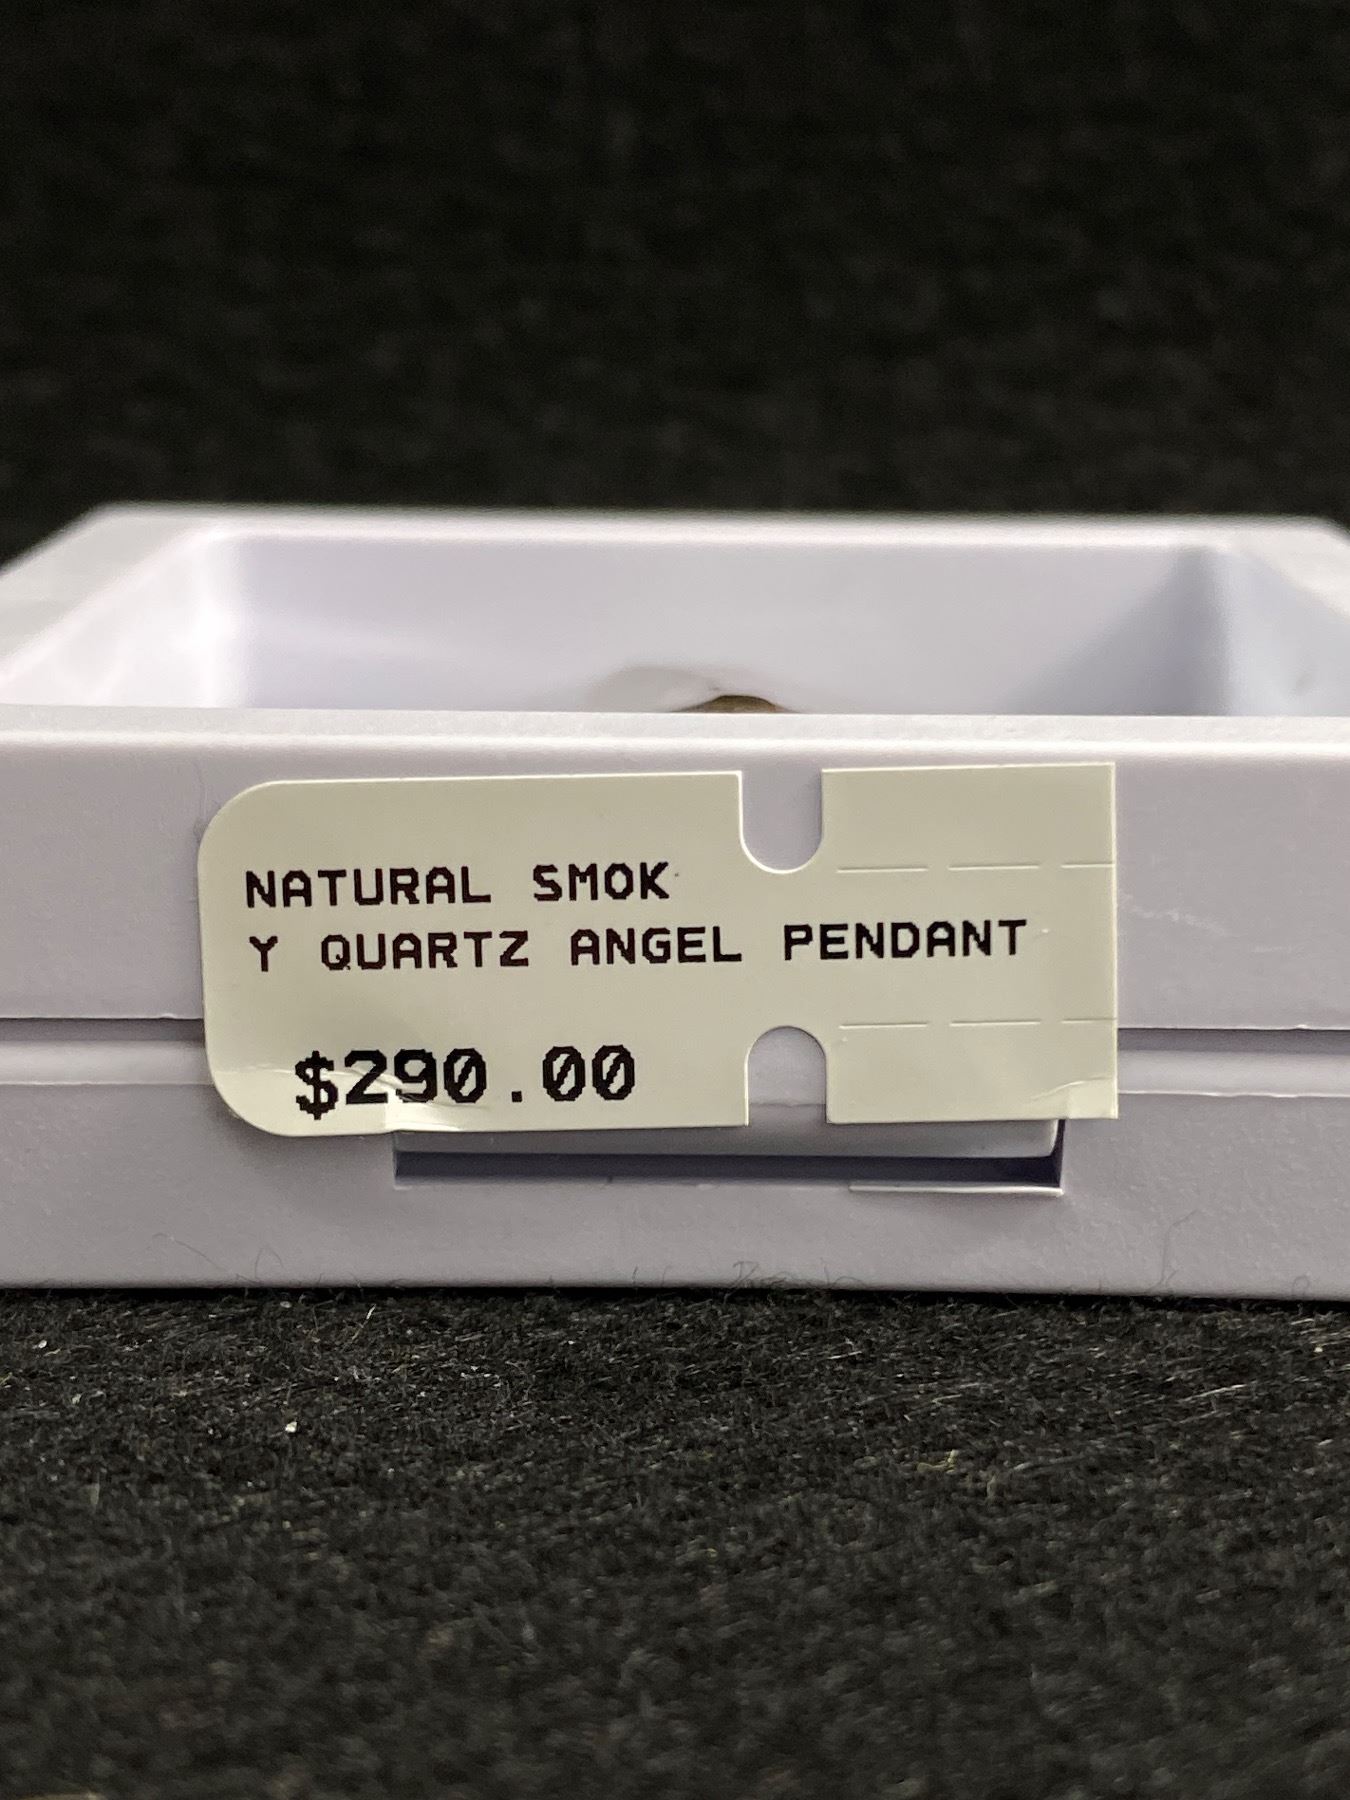 NATURAL SMOK
Y QUARTZ ANGEL PENDANT
$290.00